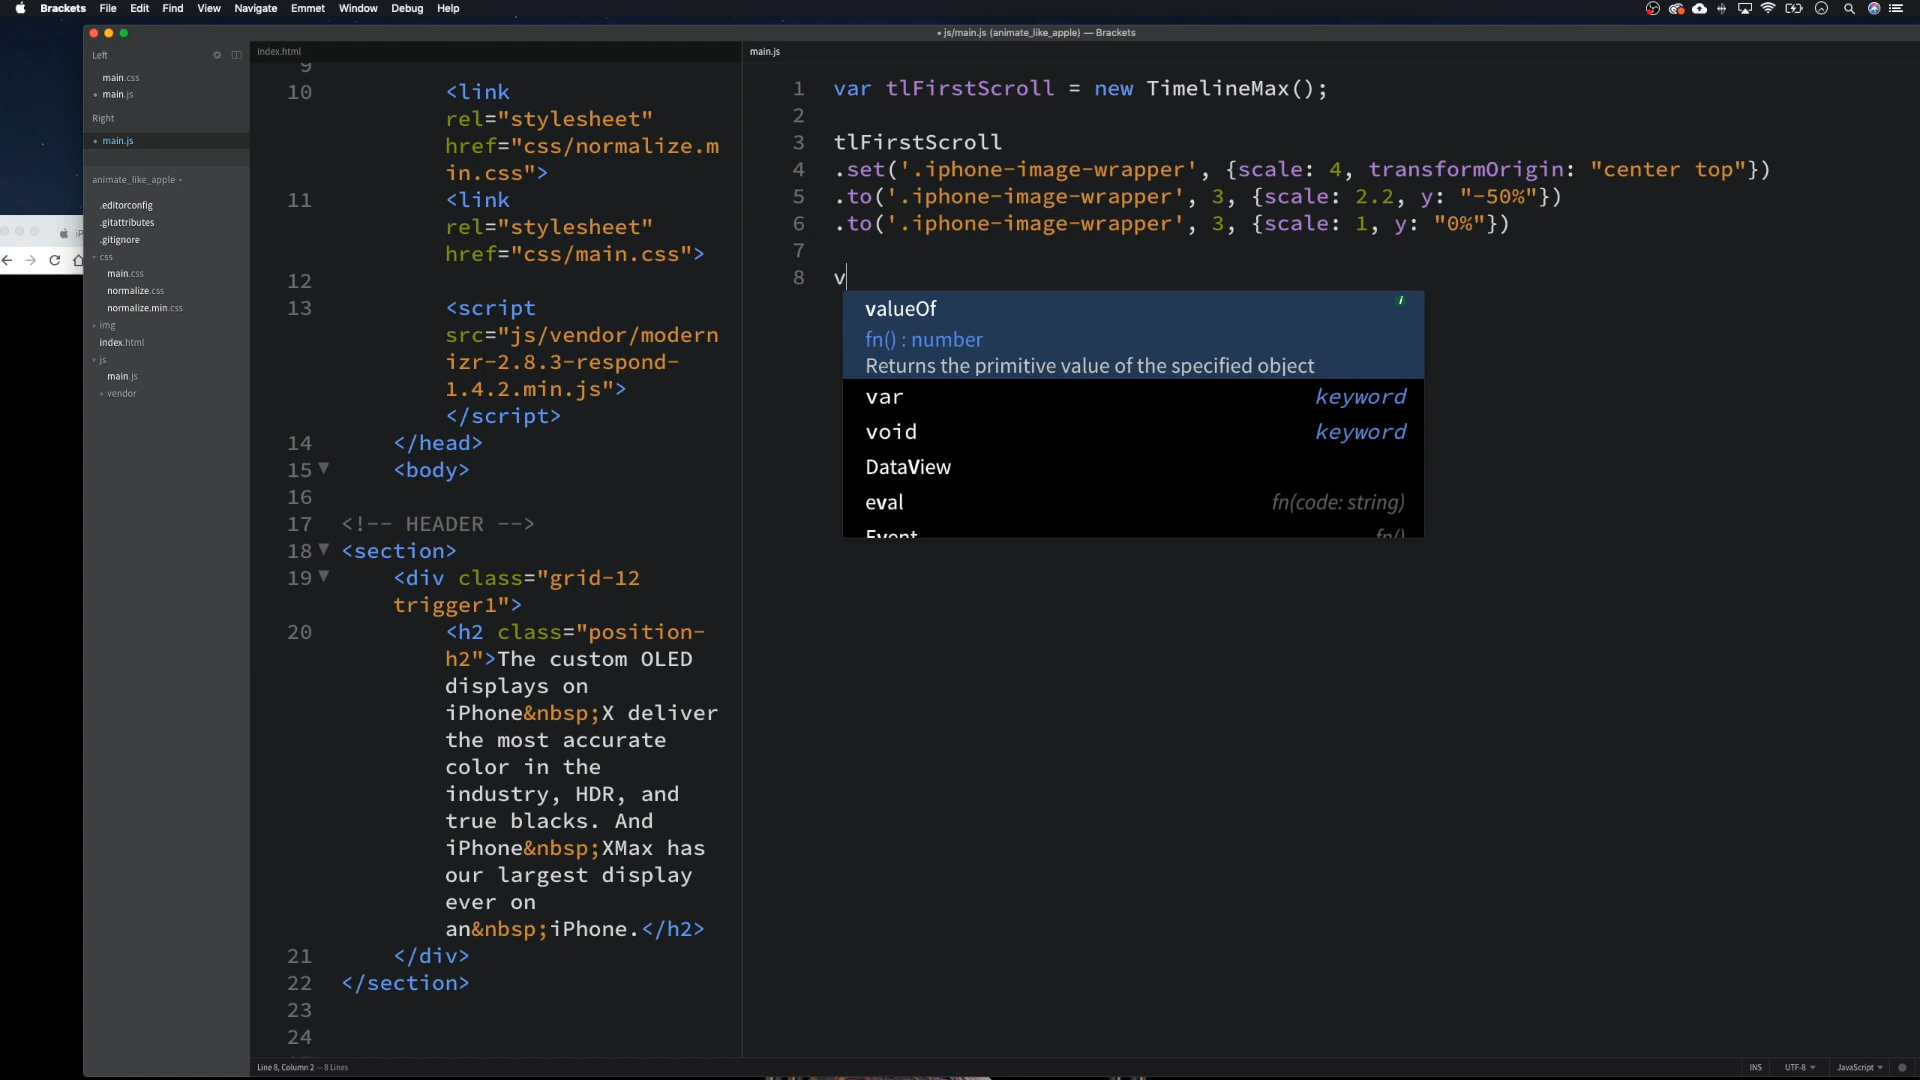 Brackets File Edit Find View Navigate Emmet Window Debug Help
• js/main.js (animate_like_apple) — Brackets
Left
main.css
• main.js
Right
• main.js
animate_like_apple
.editorconfig
.gitattributes
.gitignore
css
main.css
normalize.css
normalize.min.css
img
index.html
js
main.js
vendor
index.html
9
10 <link
rel="stylesheet"
href="css/normalize.m
in.css">
11 <link
rel="stylesheet"
href="css/main.css">
12
13 <script
src="js/vendor/modern
izr-2.8.3-respond-
1.4.2.min.js">
</script>
14 </head>
15 <body>
16
17 <!-- HEADER -->
18 <section>
19 <div class="grid-12
trigger1">
20 <h2 class="position-
h2">The custom OLED
displays on
iPhone&nbsp;X deliver
the most accurate
color in the
industry, HDR, and
true blacks. And
iPhone&nbsp;XMax has
our largest display
ever on
an&nbsp;iPhone.</h2>
21 </div>
22 </section>
23
24
main.js
1 var tlFirstScroll = new TimelineMax();
2
3 tlFirstScroll
4 .set('.iphone-image-wrapper', {scale: 4, transformOrigin: "center top"})
5 .to('.iphone-image-wrapper', 3, {scale: 2.2, y: "-50%"})
6 .to('.iphone-image-wrapper', 3, {scale: 1, y: "0%"})
7
8 v
valueOf i
fn() : number
Returns the primitive value of the specified object
var keyword
void keyword
DataView
eval fn(code: string)
Event fn()
Line 8, Column 2 — 8 Lines
INS UTF-8 JavaScript